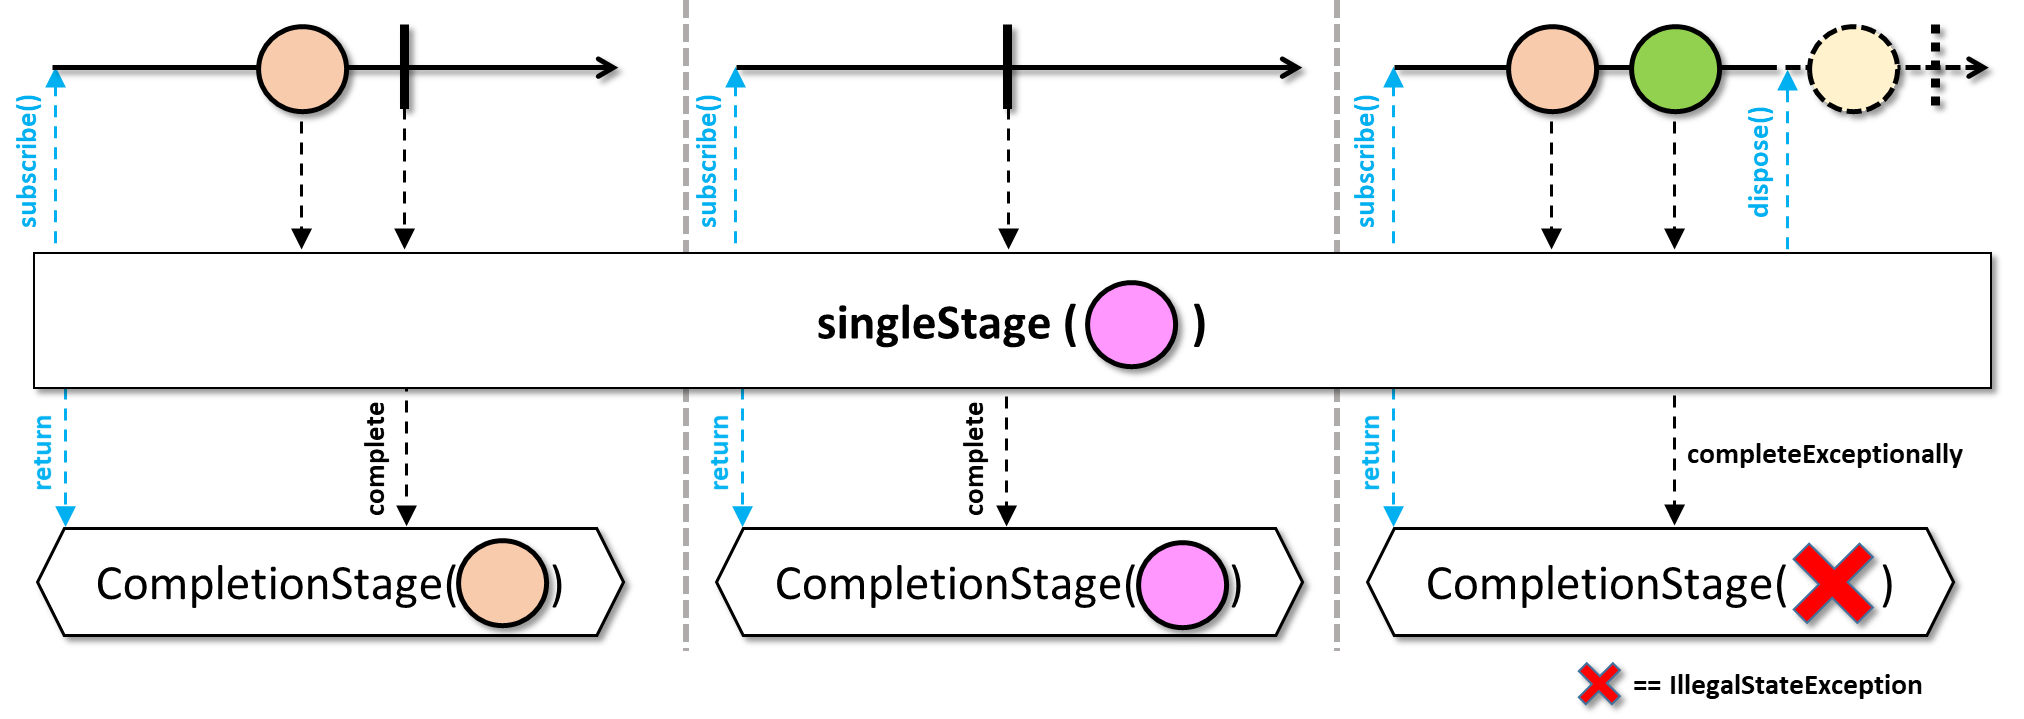 subscribe()
subscribe()
subscribe()
dispose()
singleStage ( )
return
complete
return
complete
return
completeExceptionally
CompletionStage( )
CompletionStage( )
CompletionStage( )
== IllegalStateException